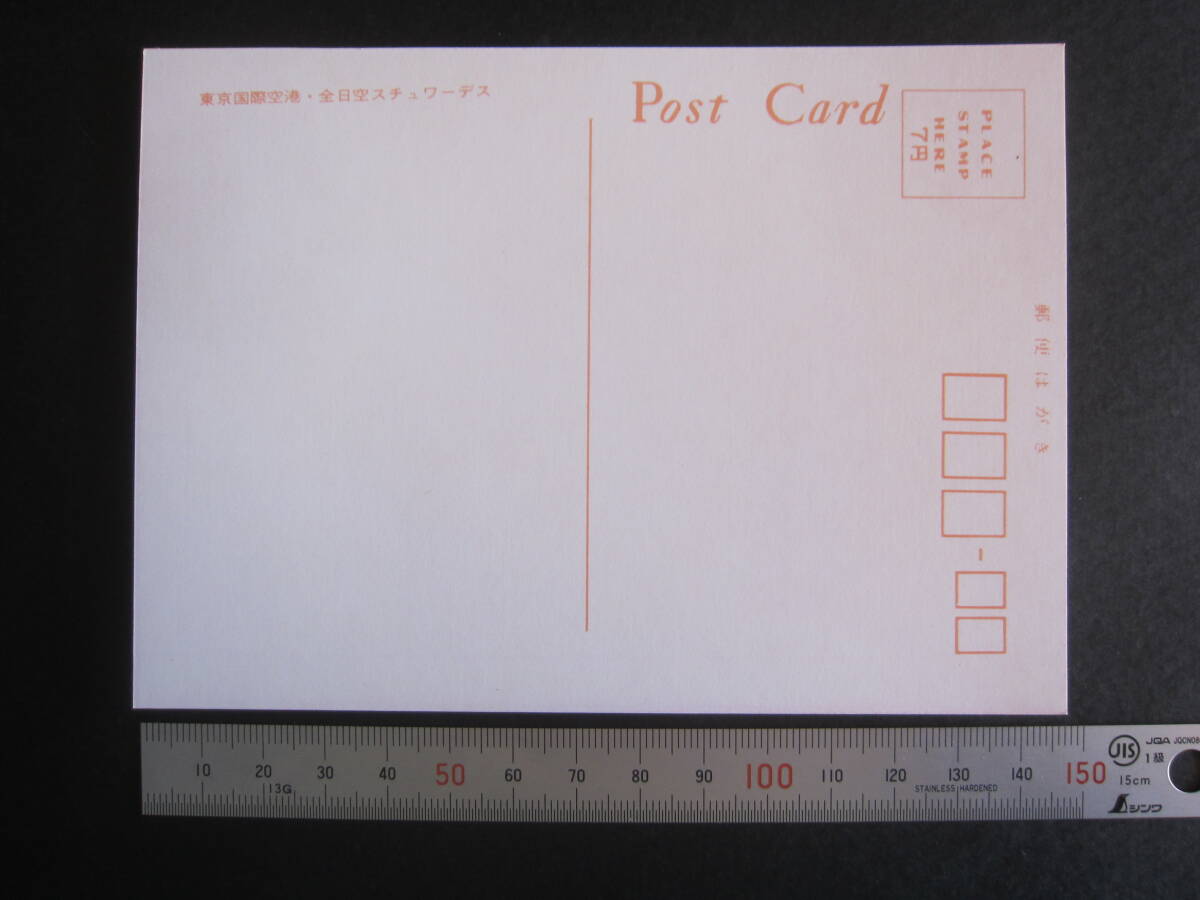 東京国際空港・全日空スチュワーデス
Post Card
PLACE
STAMP
HERE
7円
郵便はがき
10 20 30 40 50 60 70 80 90 100 110 120 130 140 150
13G
STAINLESS HARDENED
JIS
JQA JQCN08
1級
15cm
シンワ